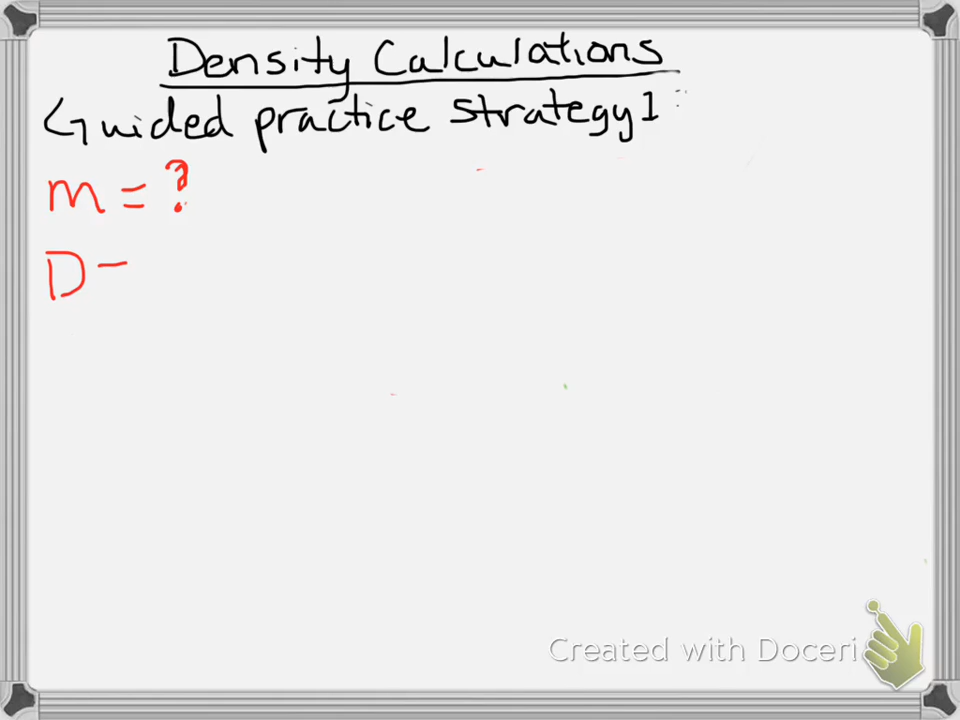 Density Calculations
Guided practice strategy 1:
m = ?
D -
Created with Doceri